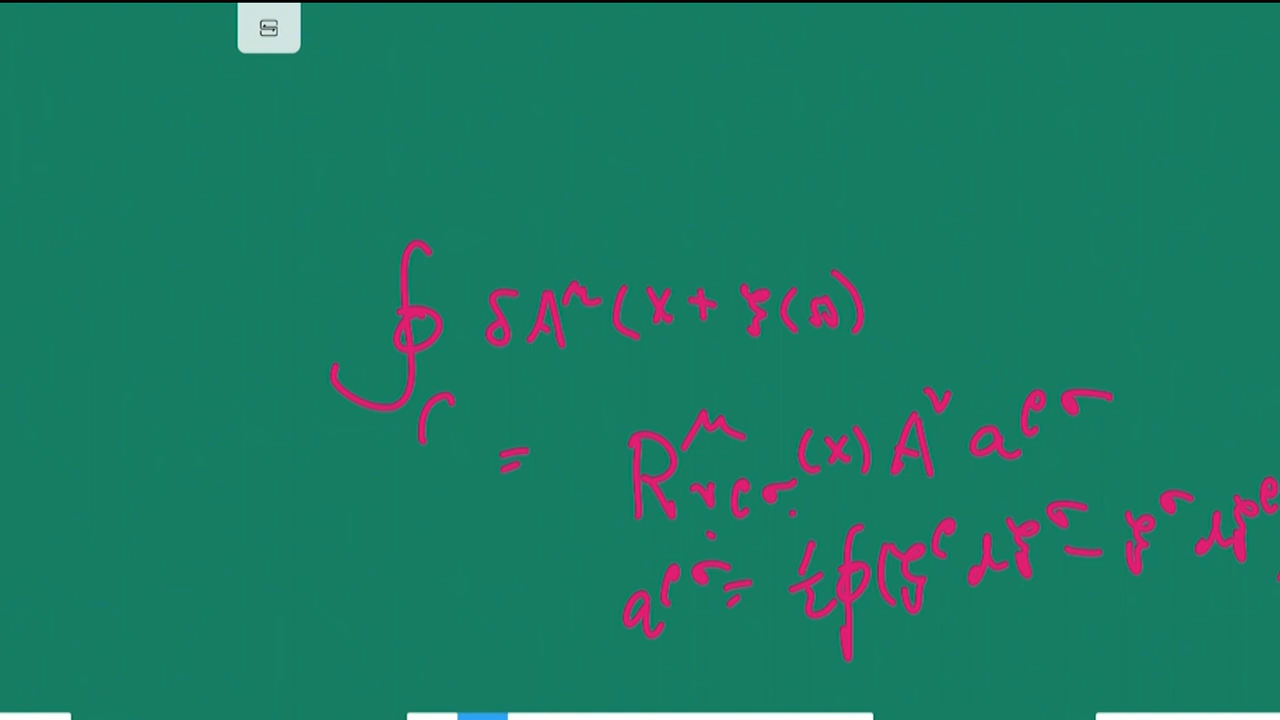 ∮_Γ δA^μ (x + ξ(s))
= R^μ_νρσ (x) A^ν a^ρσ
a^ρσ = 1/2 ∮(ξ^ρ dξ^σ − ξ^σ dξ^ρ